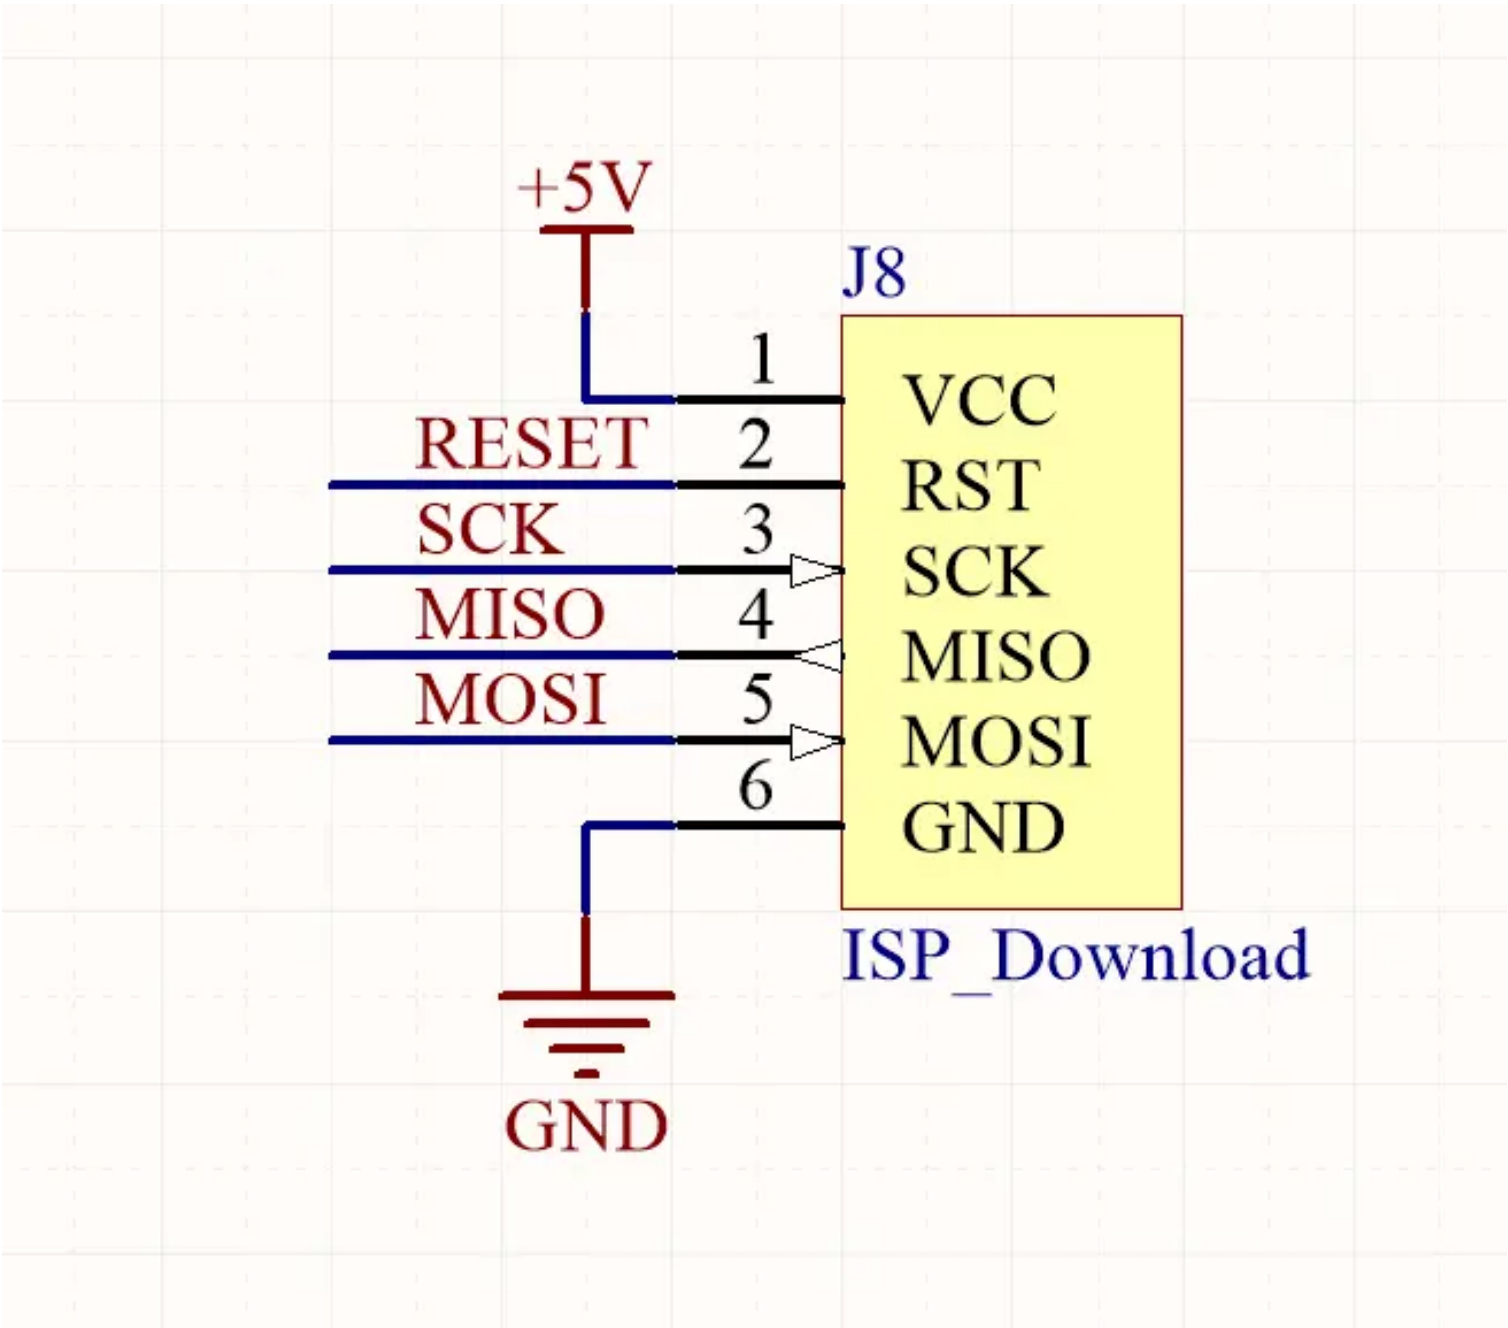 +5V
J8
1 VCC
RESET 2 RST
SCK 3 SCK
MISO 4 MISO
MOSI 5 MOSI
6 GND
ISP_Download
GND